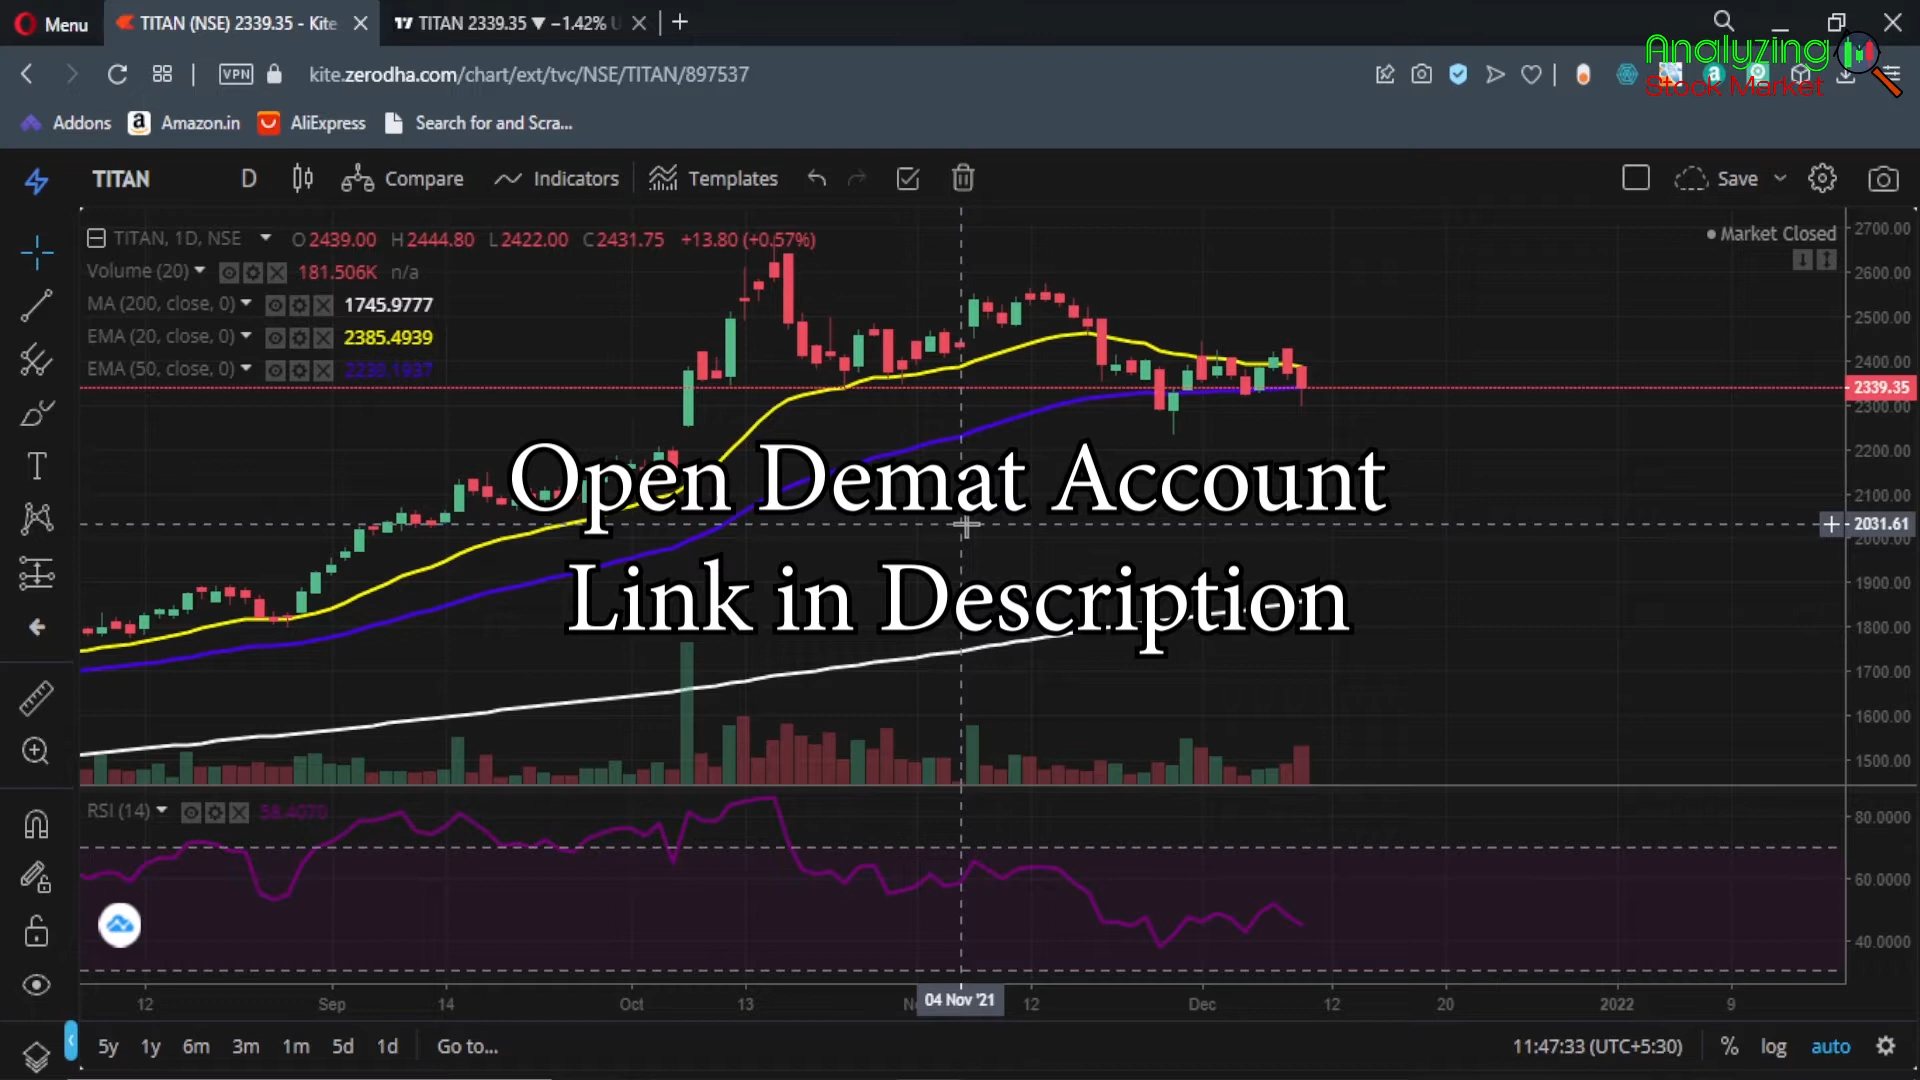 Menu
TITAN (NSE) 2339.35 - Kite
TITAN 2339.35 ▼ −1.42% U
Analyzing
Stock Market
VPN
kite.zerodha.com/chart/ext/tvc/NSE/TITAN/897537
Addons
Amazon.in
AliExpress
Search for and Scra...
TITAN
D
Compare
Indicators
Templates
Save
TITAN, 1D, NSE
O2439.00 H2444.80 L2422.00 C2431.75 +13.80 (+0.57%)
Market Closed
Volume (20)
181.506K n/a
MA (200, close, 0)
1745.9777
EMA (20, close, 0)
2385.4939
EMA (50, close, 0)
2700.00
2600.00
2500.00
2400.00
2339.35
2300.00
2200.00
2100.00
2031.61
2000.00
1900.00
1800.00
1700.00
1600.00
1500.00
Open Demat Account
Link in Description
RSI (14)
58.4070
80.0000
60.0000
40.0000
12
Sep
14
Oct
13
04 Nov '21
12
Dec
12
20
2022
9
5y
1y
6m
3m
1m
5d
1d
Go to...
11:47:33 (UTC+5:30)
%
log
auto